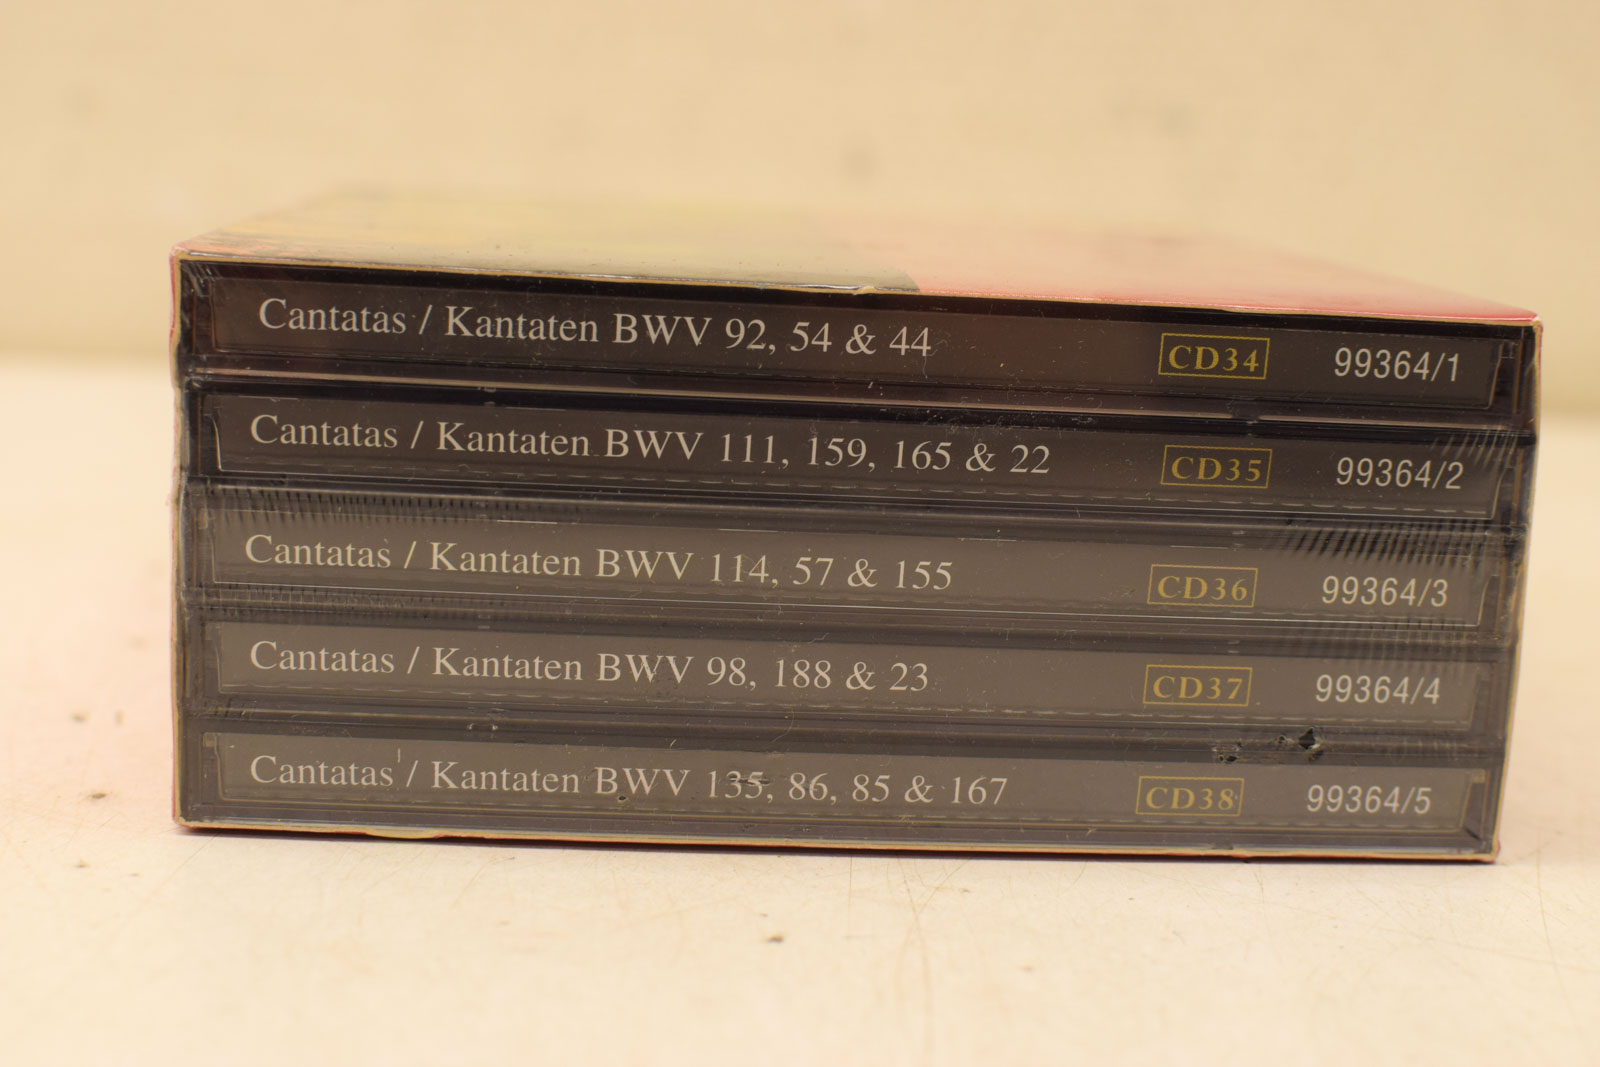 Cantatas / Kantaten BWV 92, 54 & 44 CD34 99364/1
Cantatas / Kantaten BWV 111, 159, 165 & 22 CD35 99364/2
Cantatas / Kantaten BWV 114, 57 & 155 CD36 99364/3
Cantatas / Kantaten BWV 98, 188 & 23 CD37 99364/4
Cantatas / Kantaten BWV 135, 86, 85 & 167 CD38 99364/5